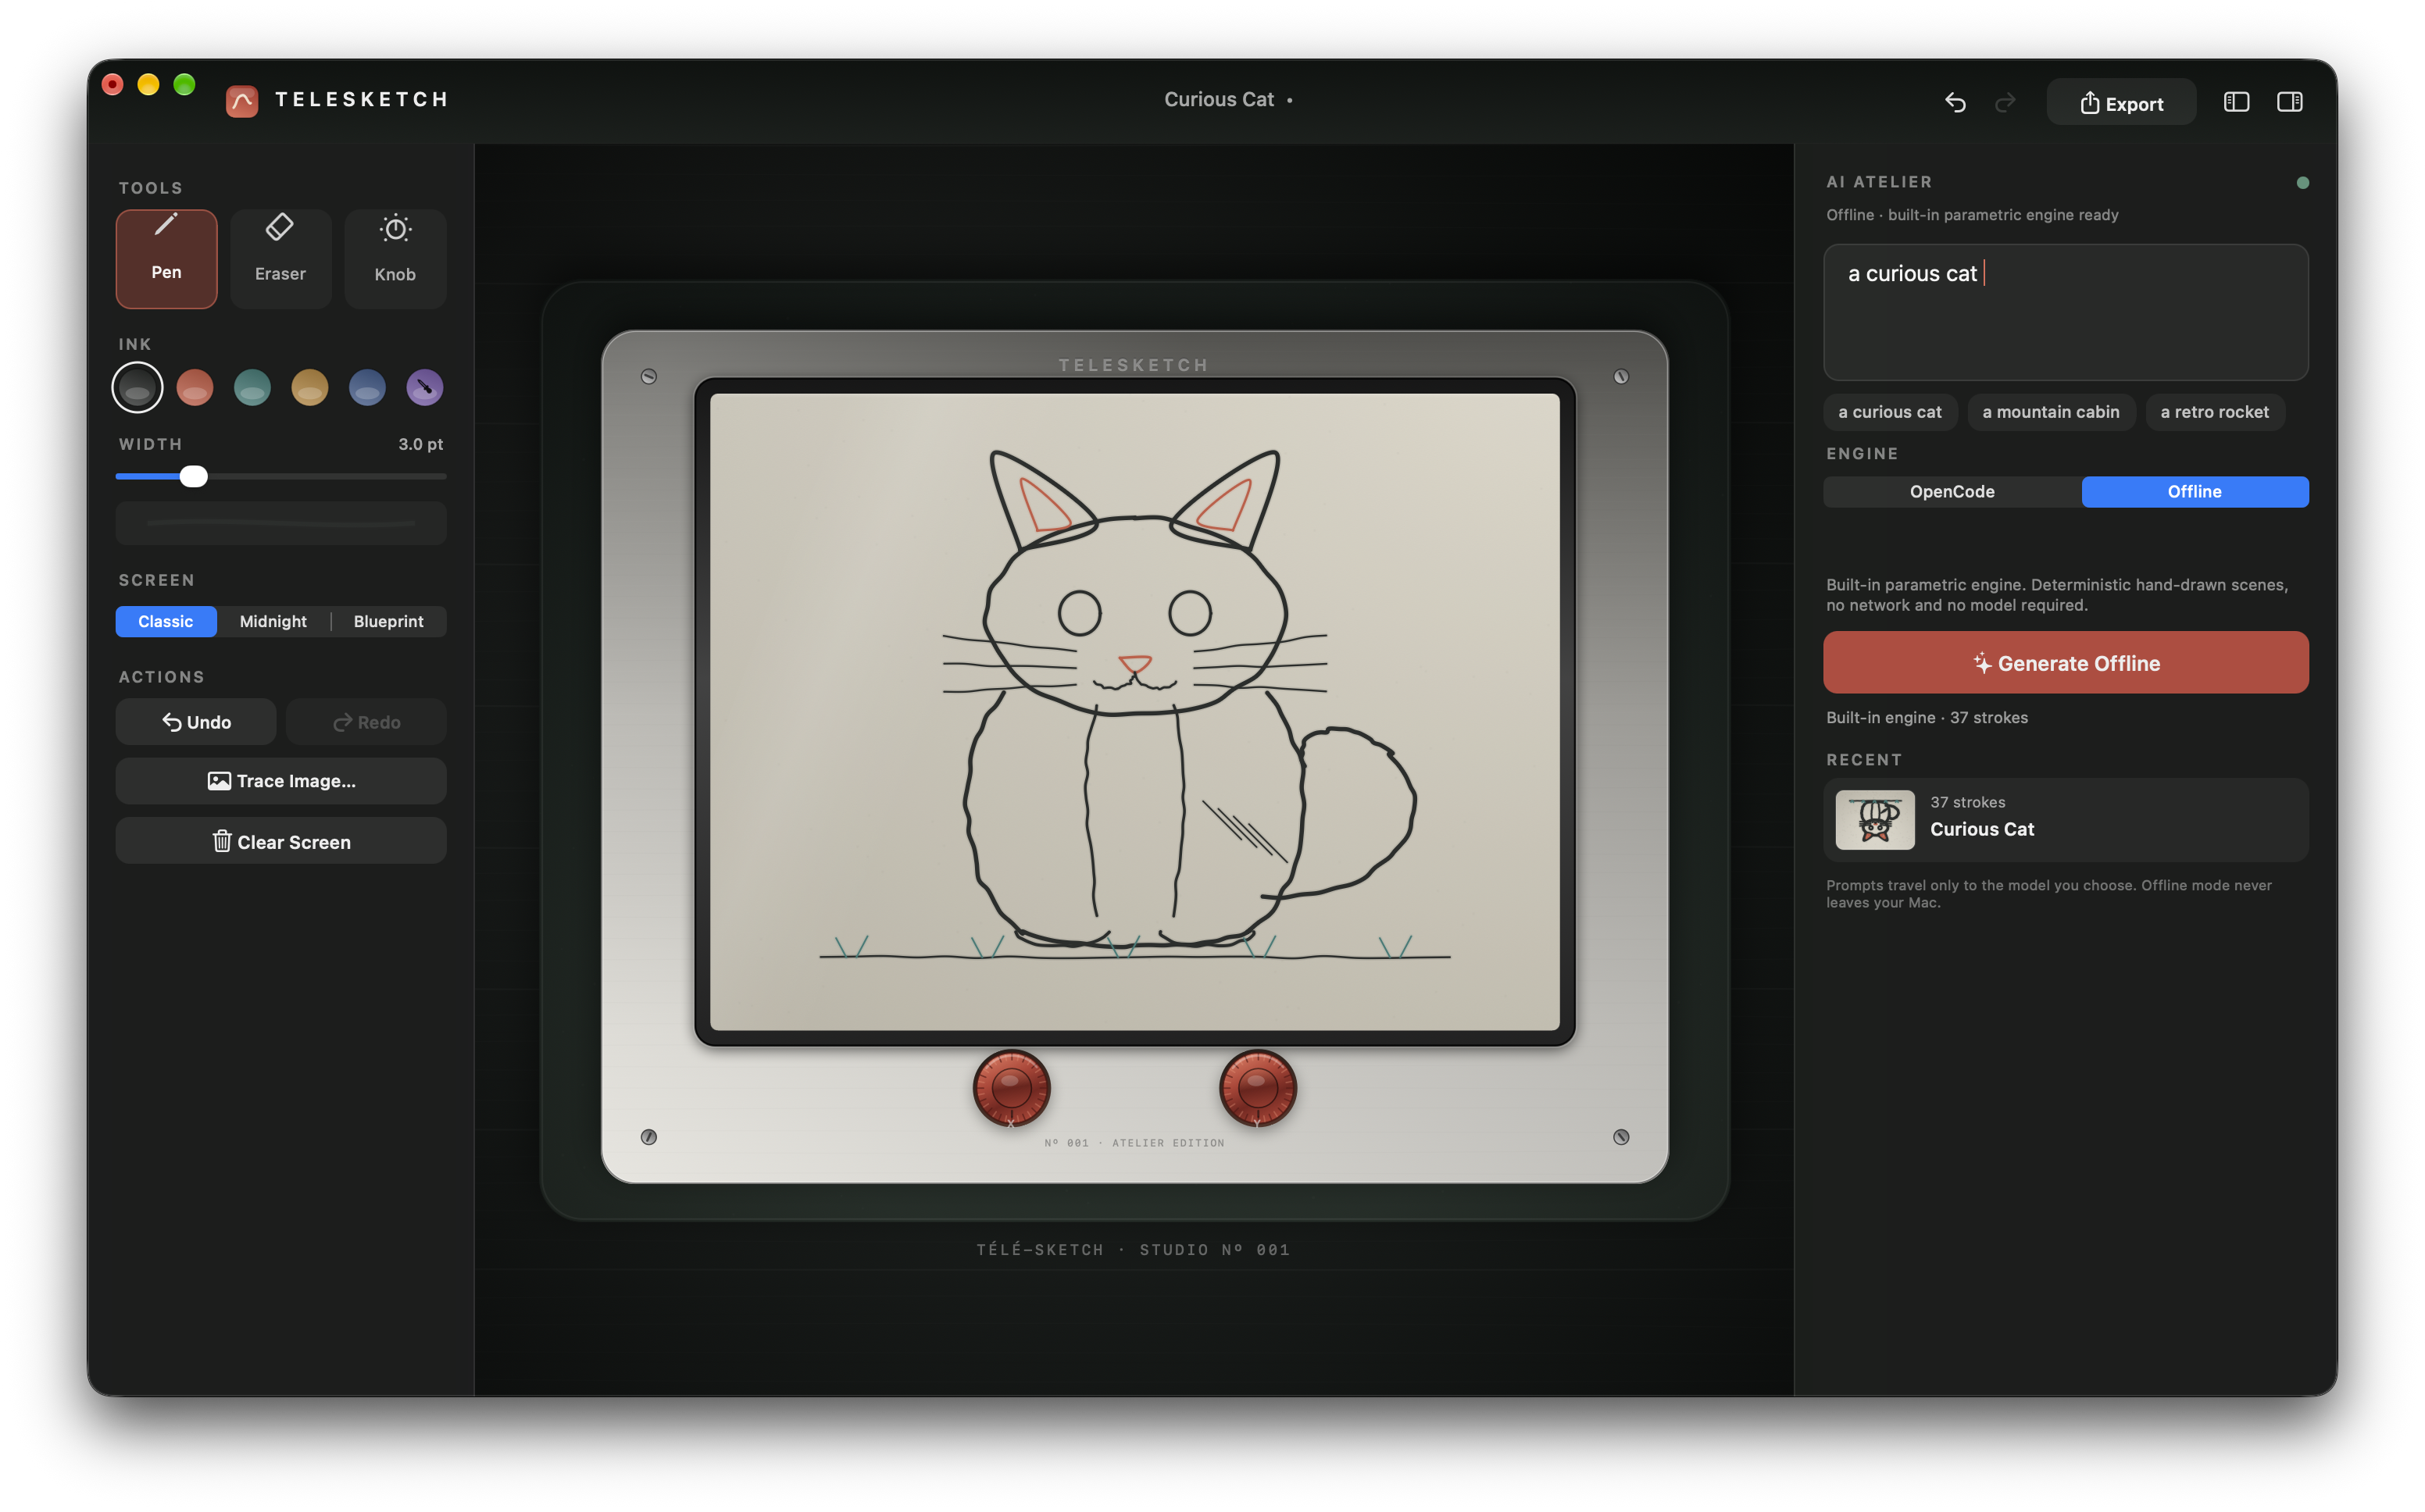 TELESKETCH
Curious Cat •
Export
TOOLS
Pen
Eraser
Knob
INK
WIDTH
3.0 pt
SCREEN
Classic
Midnight
Blueprint
ACTIONS
Undo
Redo
Trace Image...
Clear Screen
TELESKETCH
X
Y
Nº 001 · ATELIER EDITION
TÉLÉ–SKETCH · STUDIO Nº 001
AI ATELIER
Offline · built-in parametric engine ready
a curious cat
a curious cat
a mountain cabin
a retro rocket
ENGINE
OpenCode
Offline
Built-in parametric engine. Deterministic hand-drawn scenes,
no network and no model required.
Generate Offline
Built-in engine · 37 strokes
RECENT
37 strokes
Curious Cat
Prompts travel only to the model you choose. Offline mode never
leaves your Mac.